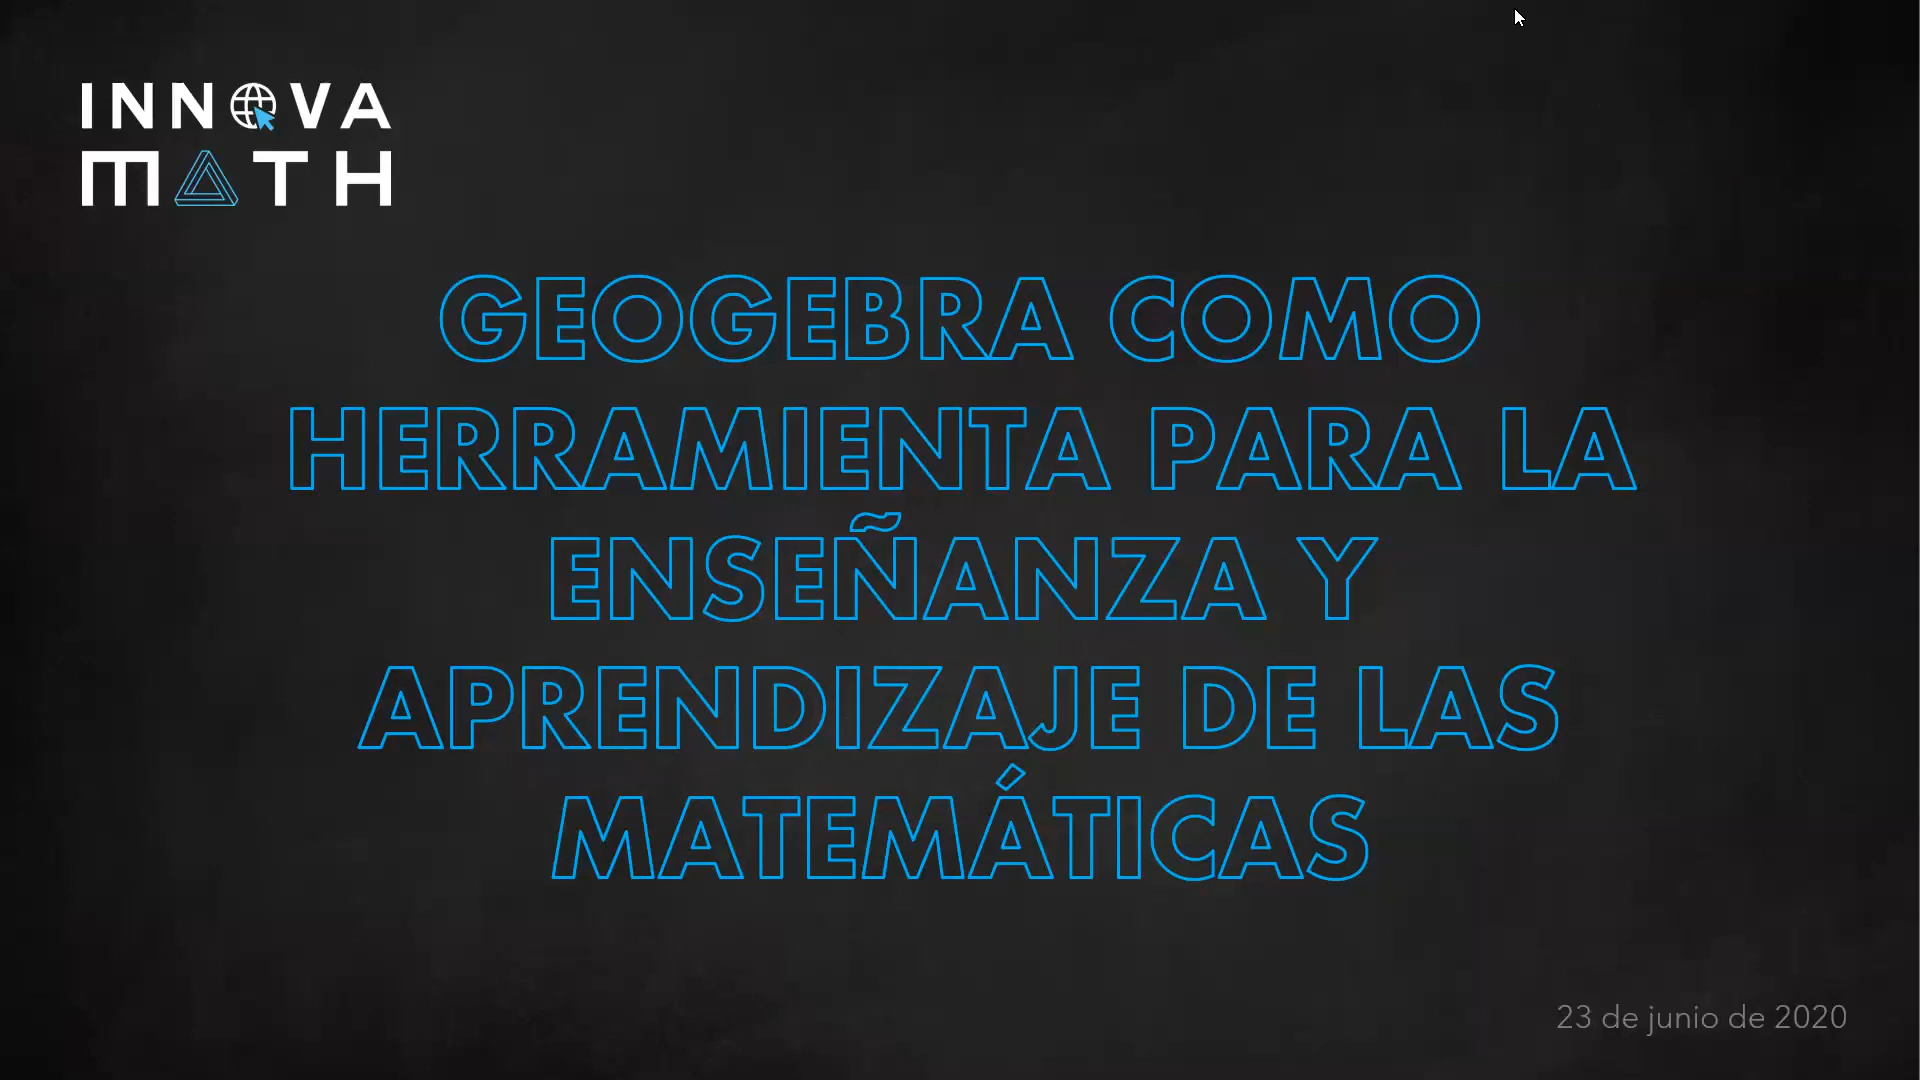 INNOVA
MATH
GEOGEBRA COMO
HERRAMIENTA PARA LA
ENSEÑANZA Y
APRENDIZAJE DE LAS
MATEMÁTICAS
23 de junio de 2020